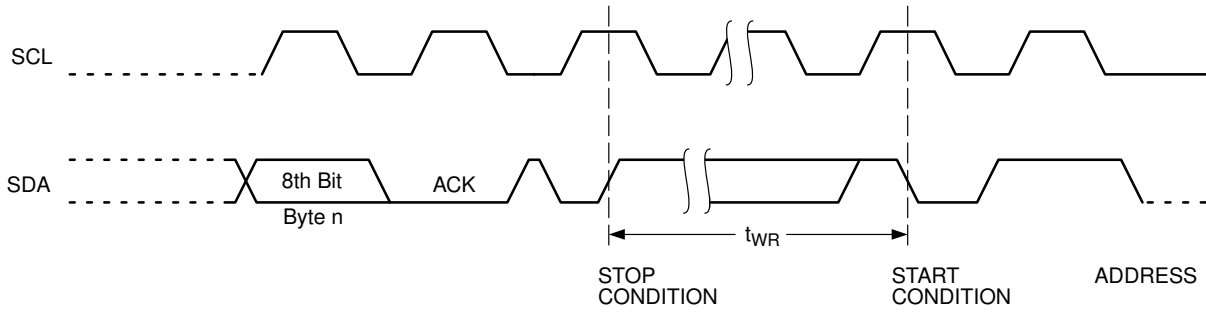 SCL
SDA
8th Bit
Byte n
ACK
tWR
STOP
CONDITION
START
CONDITION
ADDRESS